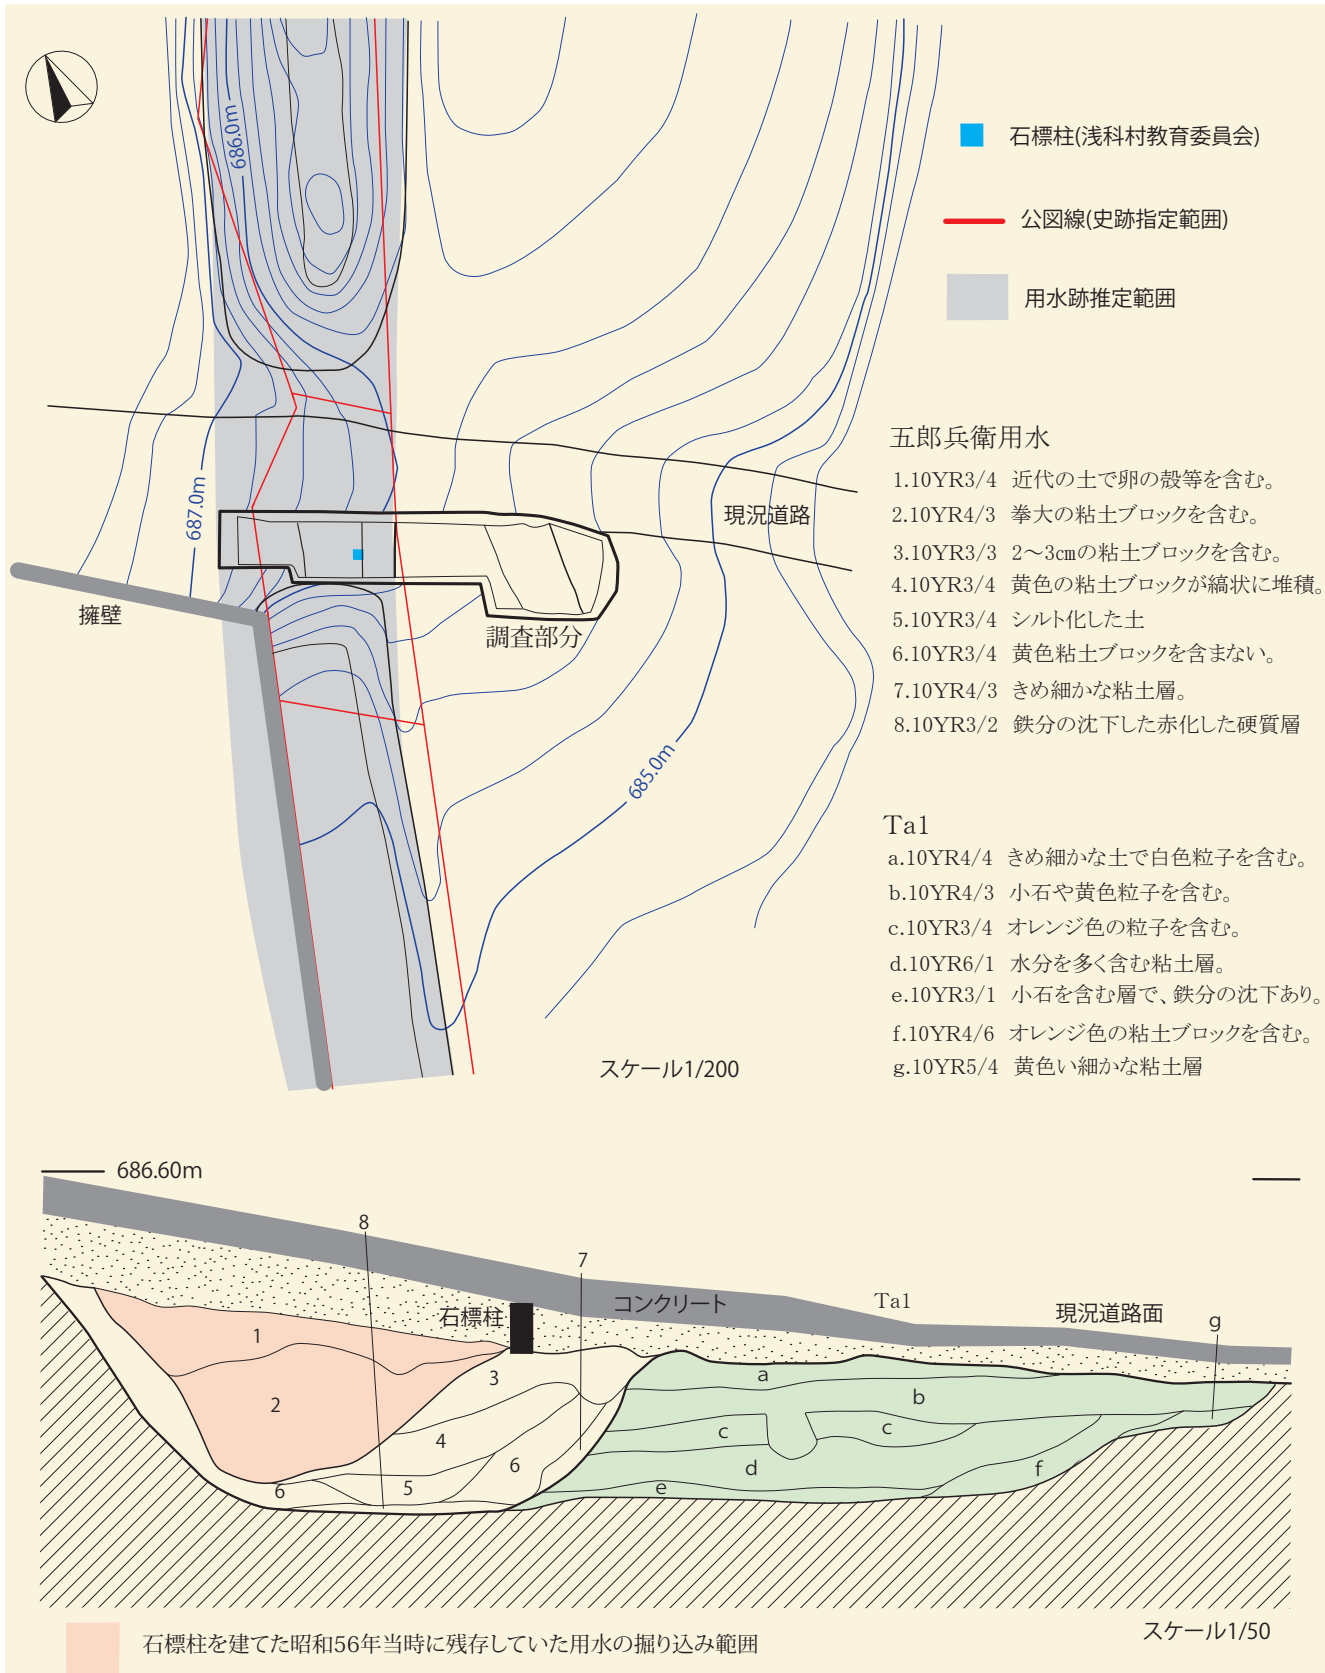 686.0m
石標柱(浅科村教育委員会)
公図線(史跡指定範囲)
用水跡推定範囲
687.0m
現況道路
擁壁
調査部分
685.0m
スケール1/200
五郎兵衛用水
1.10YR3/4 近代の土で卵の殻等を含む。
2.10YR4/3 拳大の粘土ブロックを含む。
3.10YR3/3 2〜3㎝の粘土ブロックを含む。
4.10YR3/4 黄色の粘土ブロックが縞状に堆積。
5.10YR3/4 シルト化した土
6.10YR3/4 黄色粘土ブロックを含まない。
7.10YR4/3 きめ細かな粘土層。
8.10YR3/2 鉄分の沈下した赤化した硬質層
Ta1
a.10YR4/4 きめ細かな土で白色粒子を含む。
b.10YR4/3 小石や黄色粒子を含む。
c.10YR3/4 オレンジ色の粒子を含む。
d.10YR6/1 水分を多く含む粘土層。
e.10YR3/1 小石を含む層で、鉄分の沈下あり。
f.10YR4/6 オレンジ色の粘土ブロックを含む。
g.10YR5/4 黄色い細かな粘土層
686.60m
8
7
石標柱
コンクリート
Ta1
現況道路面
g
1
2
3
4
5
6
6
a
b
c
c
d
e
f
スケール1/50
石標柱を建てた昭和56年当時に残存していた用水の掘り込み範囲